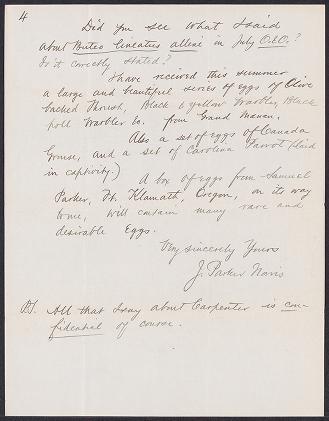 4
Did you see what I said
about Buteo lineatus alleni in July O.&O.?
Is it correctly stated?
I have received this summer
a large and beautiful series of eggs of Olive
backed Thrush, Black & yellow Warbler, Black
poll Warbler &c. from Grand Manan.
Also a set of eggs of Canada
Grouse, and a set of Carolina Parrot (laid
in captivity.)
A box of eggs from Samuel
Parker, Ft. Klamath, Oregon, on its way
to me, will contain many rare and
desirable Eggs.
Very sincerely Yours
J. Parker Norris
P.S. All that I say about Carpenter is con-
fidential of course.